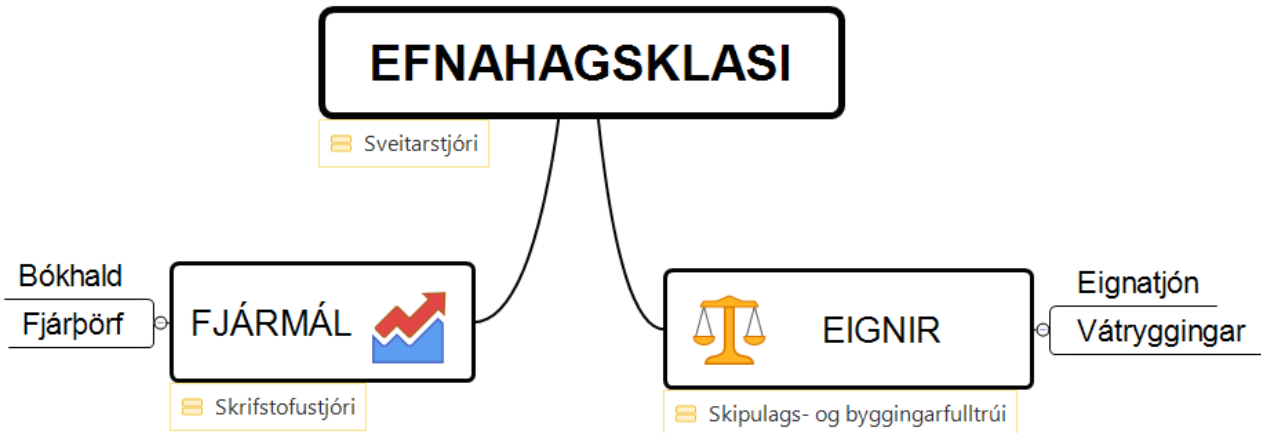 EFNAHAGSKLASI
Sveitarstjóri
Bókhald
Fjárþörf
FJÁRMÁL
Skrifstofustjóri
EIGNIR
Skipulags- og byggingarfulltrúi
Eignatjón
Vátryggingar